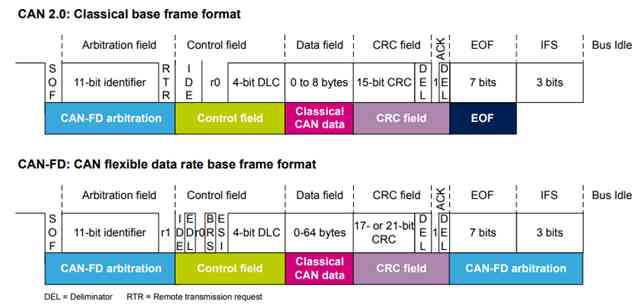 CAN 2.0: Classical base frame format
Arbitration field Control field Data field CRC field ACK EOF IFS Bus Idle
SOF 11-bit identifier RTR IDE r0 4-bit DLC 0 to 8 bytes 15-bit CRC DEL 1 DEL 7 bits 3 bits
CAN-FD arbitration Control field Classical CAN data CRC field EOF
CAN-FD: CAN flexible data rate base frame format
Arbitration field Control field Data field CRC field ACK EOF IFS Bus Idle
SOF 11-bit identifier r1 IDE EDL r0 BRS ESI 4-bit DLC 0-64 bytes 17- or 21-bit CRC DEL 1 DEL 7 bits 3 bits
CAN-FD arbitration Control field Classical CAN data CRC field CAN-FD arbitration
DEL = Deliminator RTR = Remote transmission request